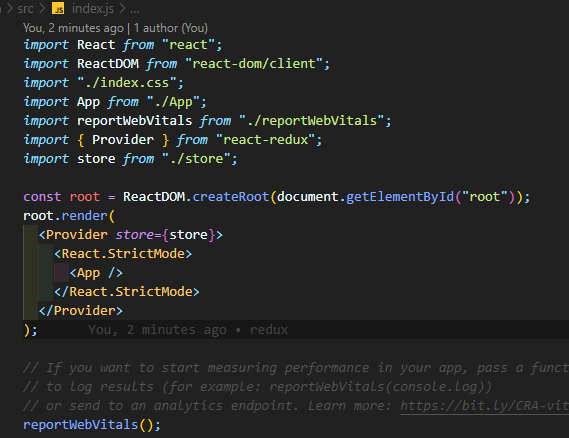 src > JS index.js > ...
You, 2 minutes ago | 1 author (You)
import React from "react";
import ReactDOM from "react-dom/client";
import "./index.css";
import App from "./App";
import reportWebVitals from "./reportWebVitals";
import { Provider } from "react-redux";
import store from "./store";
const root = ReactDOM.createRoot(document.getElementById("root"));
root.render(
<Provider store={store}>
<React.StrictMode>
<App />
</React.StrictMode>
</Provider>
); You, 2 minutes ago • redux
// If you want to start measuring performance in your app, pass a funct
// to log results (for example: reportWebVitals(console.log))
// or send to an analytics endpoint. Learn more: https://bit.ly/CRA-vit
reportWebVitals();